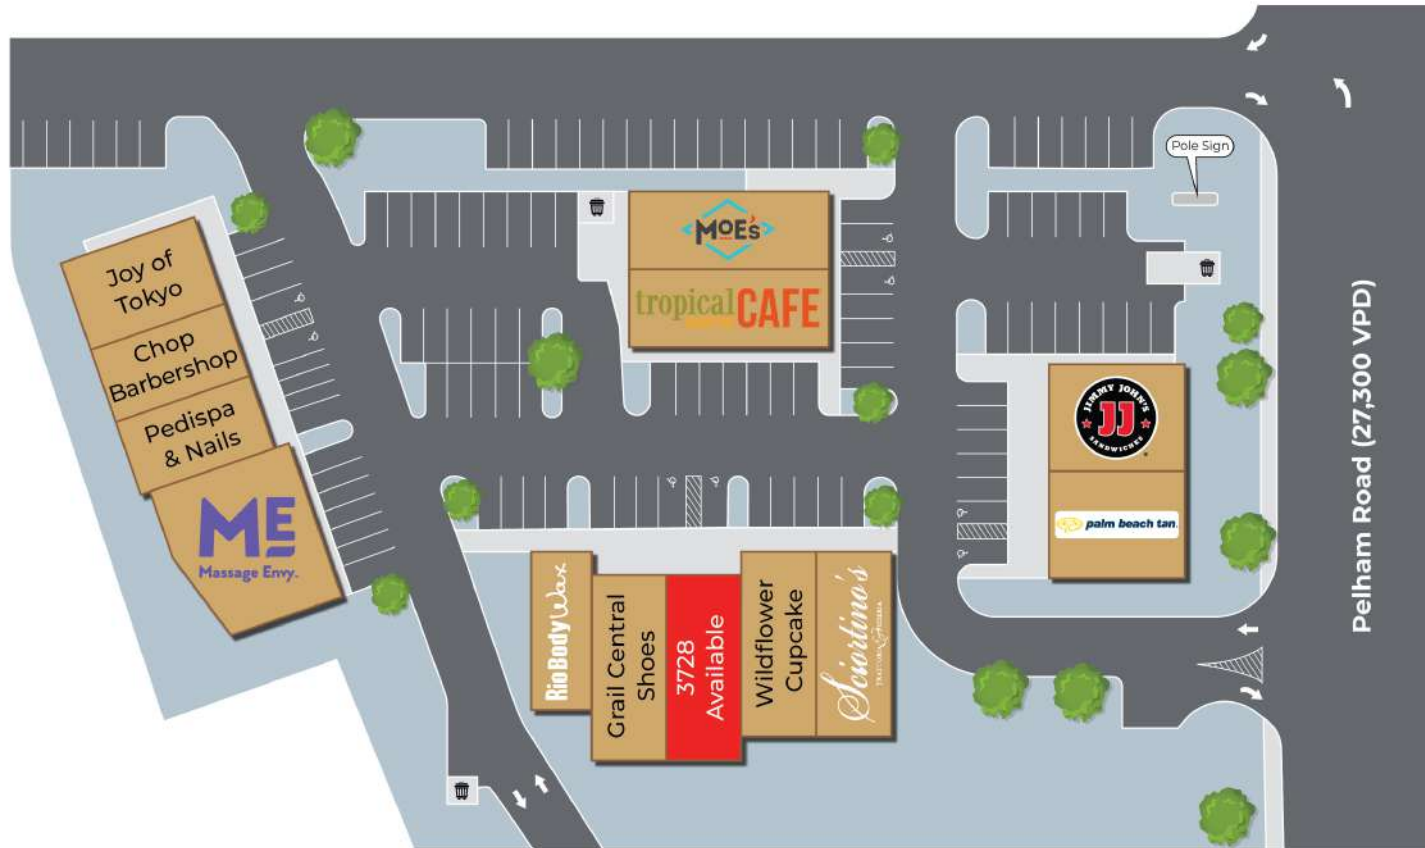 Pole Sign
MOE'S
Joy of
Tokyo
tropical CAFE
Chop
Barbershop
Pedispa
& Nails
JIMMY JOHN'S
JJ
SANDWICHES
ME
Massage Envy.
palm beach tan.
Rio Body Wax
Grail Central
Shoes
3728
Available
Wildflower
Cupcake
Sciortino's
Pelham Road (27,300 VPD)